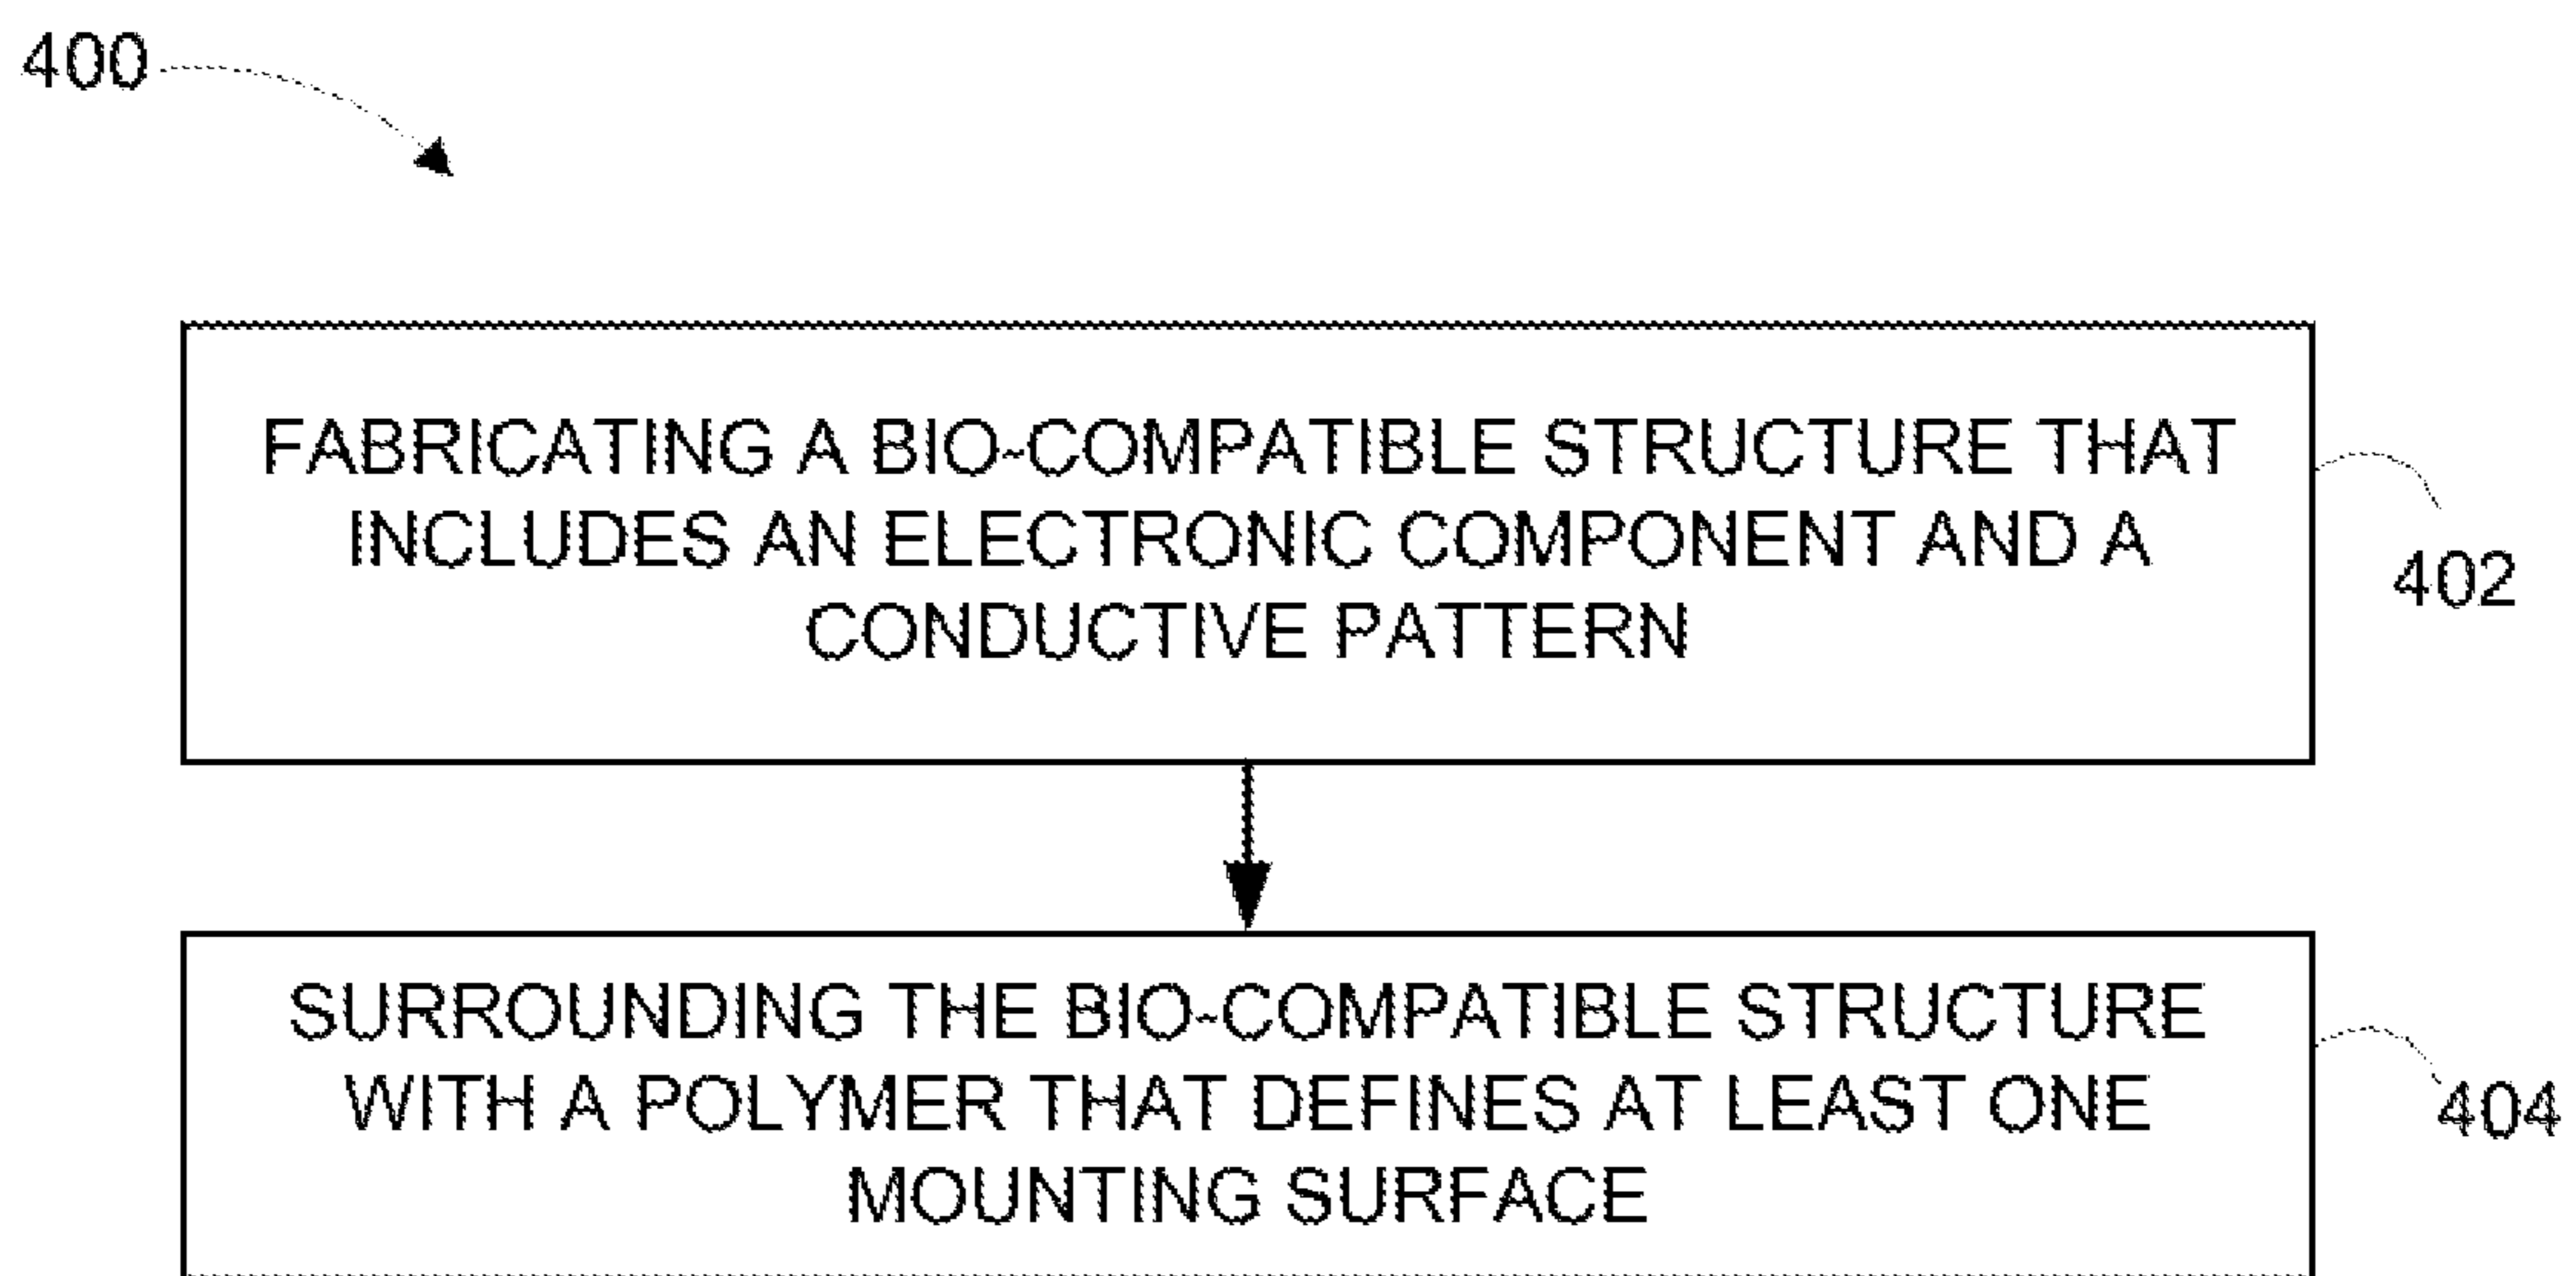 400
FABRICATING A BIO-COMPATIBLE STRUCTURE THAT
INCLUDES AN ELECTRONIC COMPONENT AND A
CONDUCTIVE PATTERN
402
SURROUNDING THE BIO-COMPATIBLE STRUCTURE
WITH A POLYMER THAT DEFINES AT LEAST ONE
MOUNTING SURFACE
404